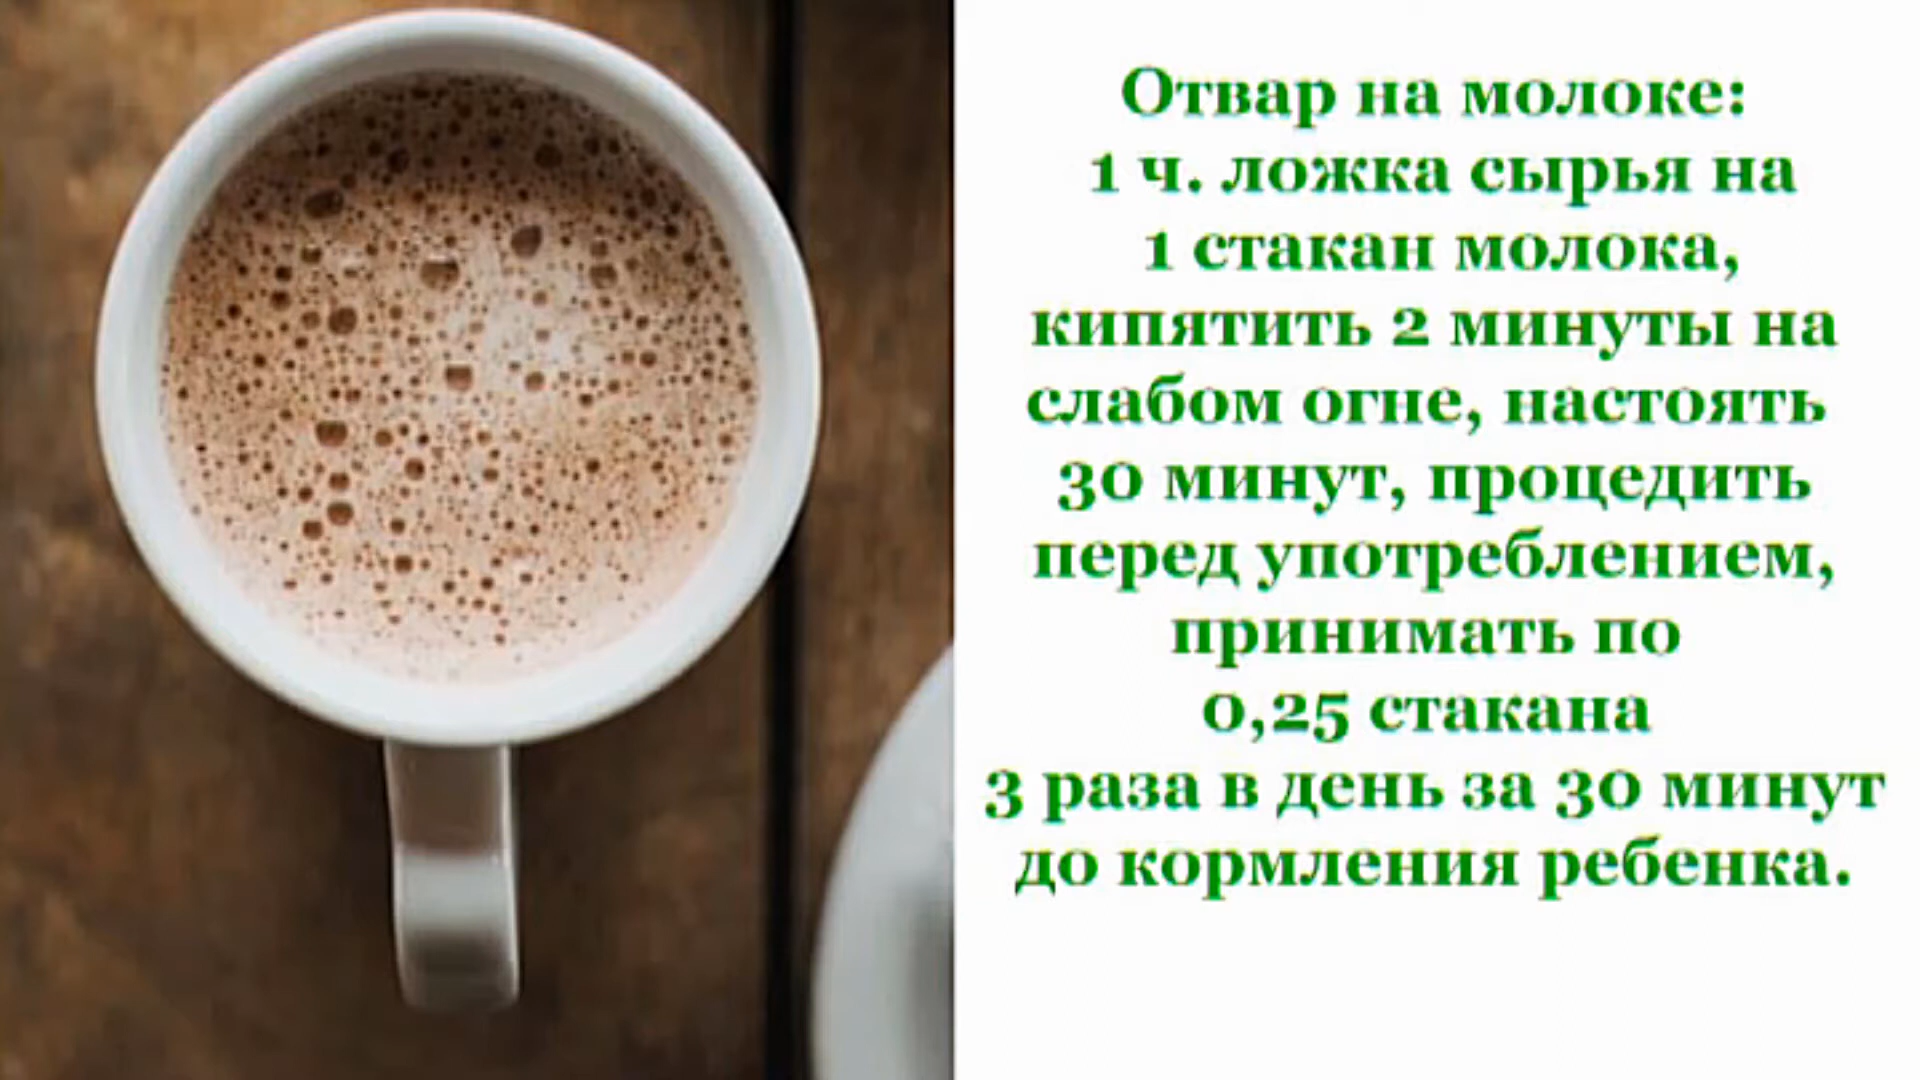 Отвар на молоке:
1 ч. ложка сырья на
1 стакан молока,
кипятить 2 минуты на
слабом огне, настоять
30 минут, процедить
перед употреблением,
принимать по
0,25 стакана
3 раза в день за 30 минут
до кормления ребенка.